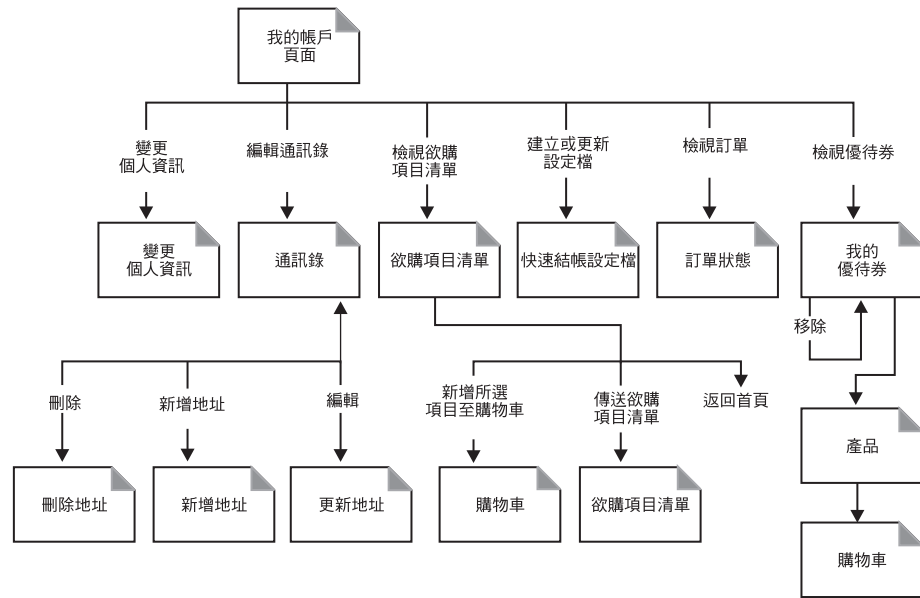 我的帳戶
頁面
變更
個人資訊
編輯通訊錄
檢視欲購
項目清單
建立或更新
設定檔
檢視訂單
檢視優待券
變更
個人資訊
通訊錄
欲購項目清單
快速結帳設定檔
訂單狀態
我的
優待券
移除
刪除
新增地址
編輯
新增所選
項目至購物車
傳送欲購
項目清單
返回首頁
產品
刪除地址
新增地址
更新地址
購物車
欲購項目清單
購物車